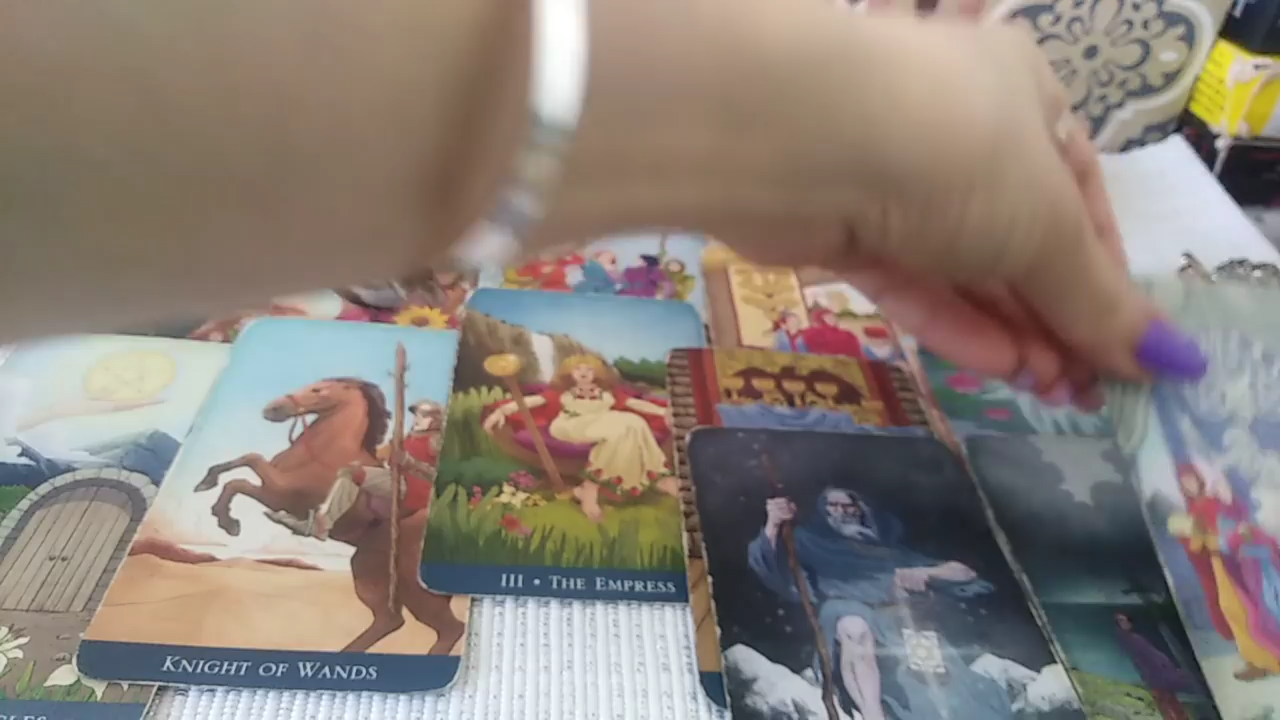 III • THE EMPRESS
KNIGHT OF WANDS